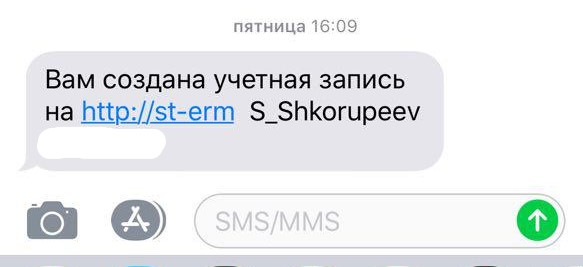 пятница 16:09
Вам создана учетная запись
на http://st-erm S_Shkorupeev
SMS/MMS